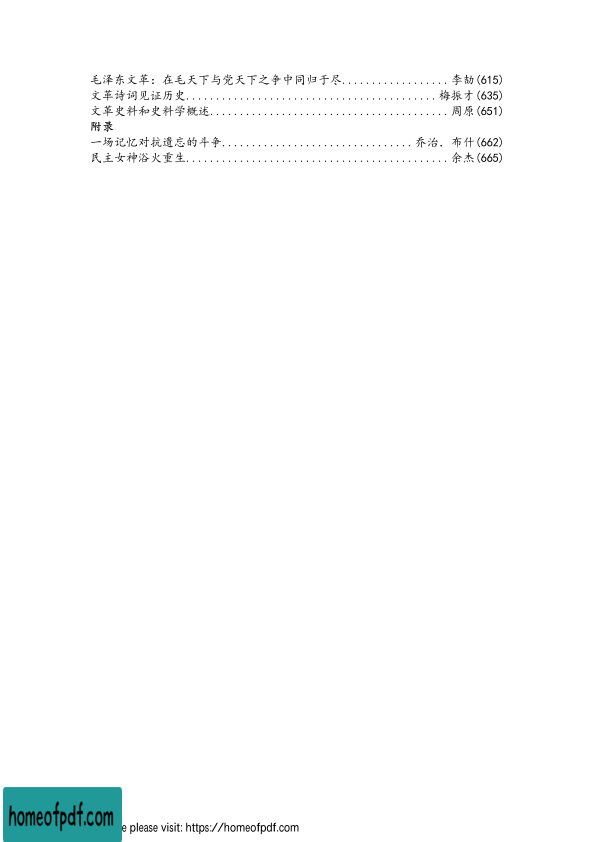 毛泽东文革: 在毛天下与党天下之争中同归于尽.................. 李劼(615)
文革诗词见证历史.......................................... 梅振才(635)
文革史料和史料学概述........................................ 周原(651)
附录
一场记忆对抗遗忘的斗争................................ 乔治．布什(662)
民主女神浴火重生............................................ 余杰(665)
homeofpdf.com
e please visit: https://homeofpdf.com